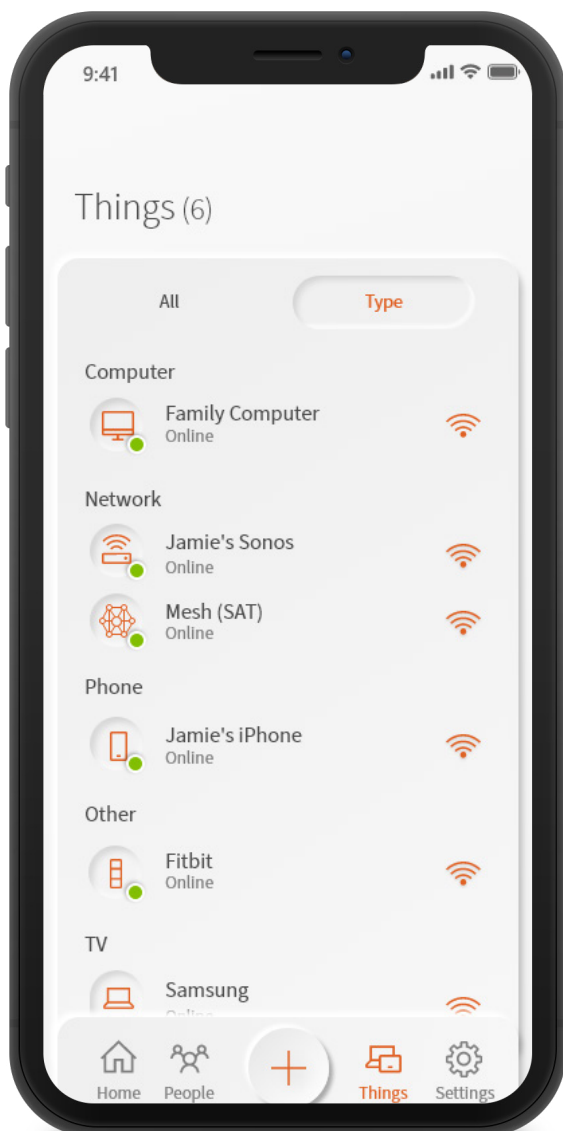 9:41
Things (6)
All
Type
Computer
Family Computer
Online
Network
Jamie's Sonos
Online
Mesh (SAT)
Online
Phone
Jamie's iPhone
Online
Other
Fitbit
Online
TV
Samsung
Online
Home
People
Things
Settings